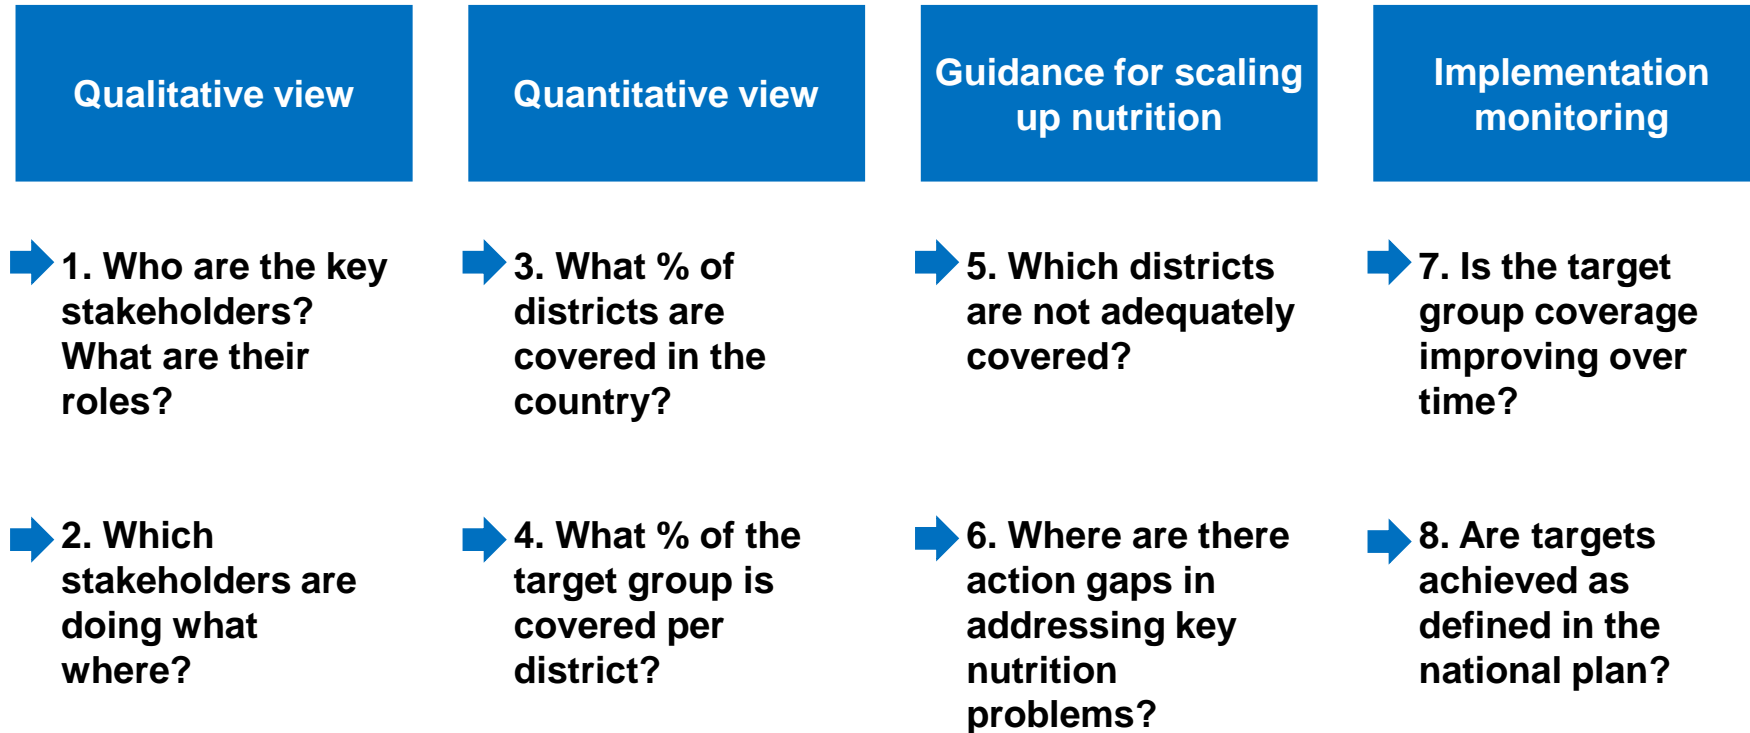 Qualitative view
Quantitative view
Guidance for scaling
up nutrition
Implementation
monitoring
1. Who are the key
stakeholders?
What are their
roles?
3. What % of
districts are
covered in the
country?
5. Which districts
are not adequately
covered?
7. Is the target
group coverage
improving over
time?
2. Which
stakeholders are
doing what
where?
4. What % of the
target group is
covered per
district?
6. Where are there
action gaps in
addressing key
nutrition
problems?
8. Are targets
achieved as
defined in the
national plan?